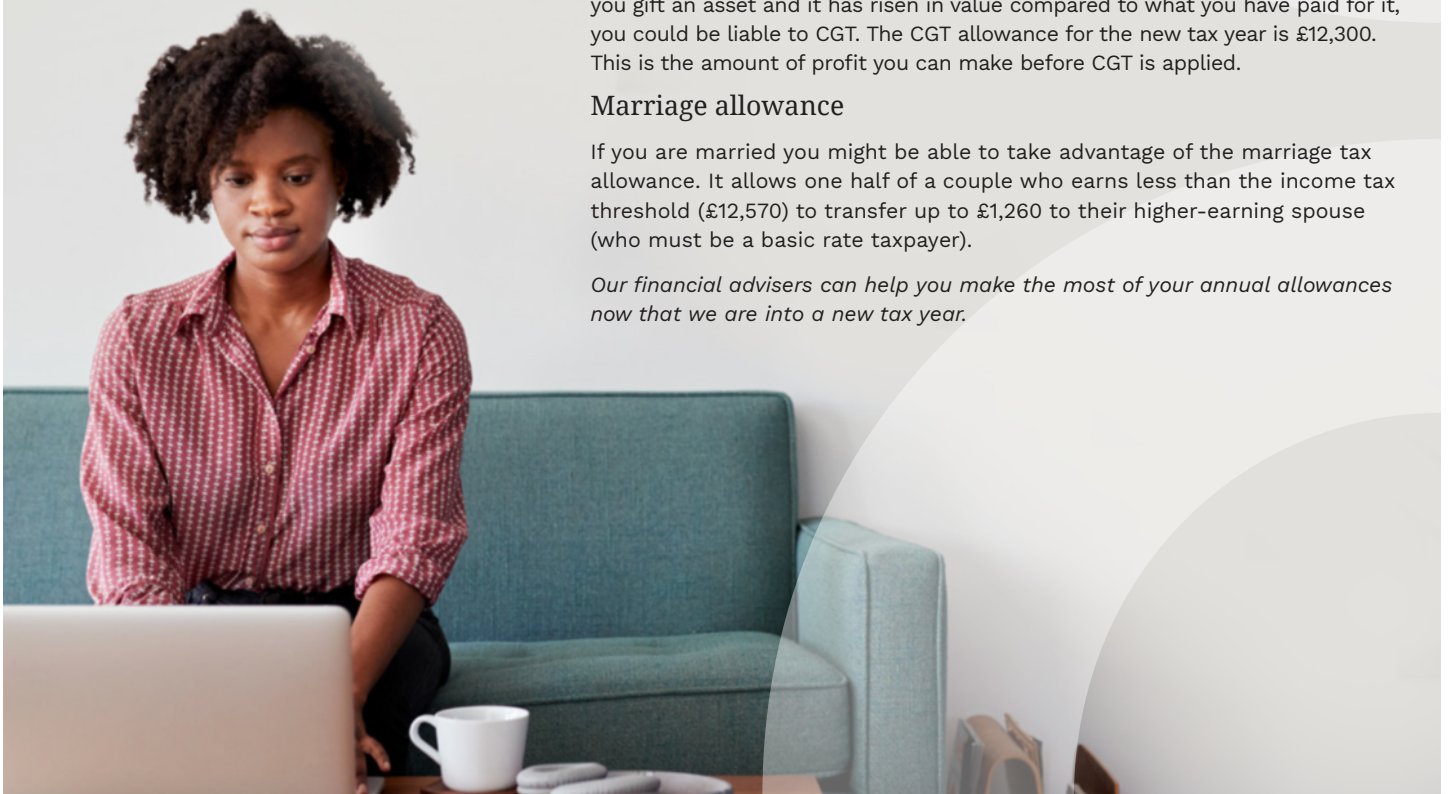 you gift an asset and it has risen in value compared to what you have paid for it,
you could be liable to CGT. The CGT allowance for the new tax year is £12,300.
This is the amount of profit you can make before CGT is applied.
Marriage allowance
If you are married you might be able to take advantage of the marriage tax
allowance. It allows one half of a couple who earns less than the income tax
threshold (£12,570) to transfer up to £1,260 to their higher-earning spouse
(who must be a basic rate taxpayer).
Our financial advisers can help you make the most of your annual allowances
now that we are into a new tax year.